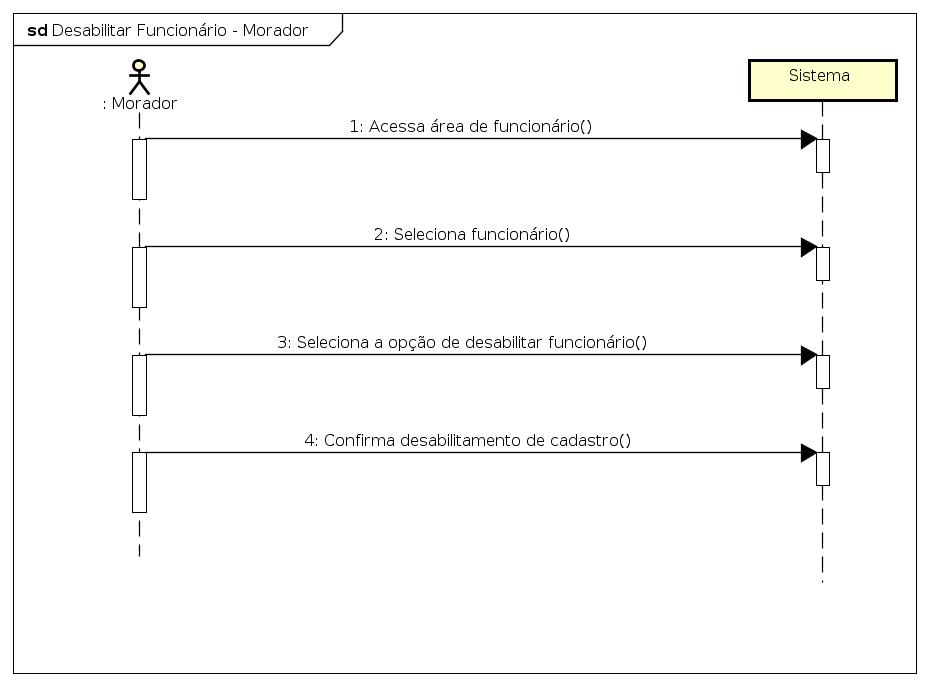 sd Desabilitar Funcionário - Morador
: Morador
Sistema
1: Acessa área de funcionário()
2: Seleciona funcionário()
3: Seleciona a opção de desabilitar funcionário()
4: Confirma desabilitamento de cadastro()